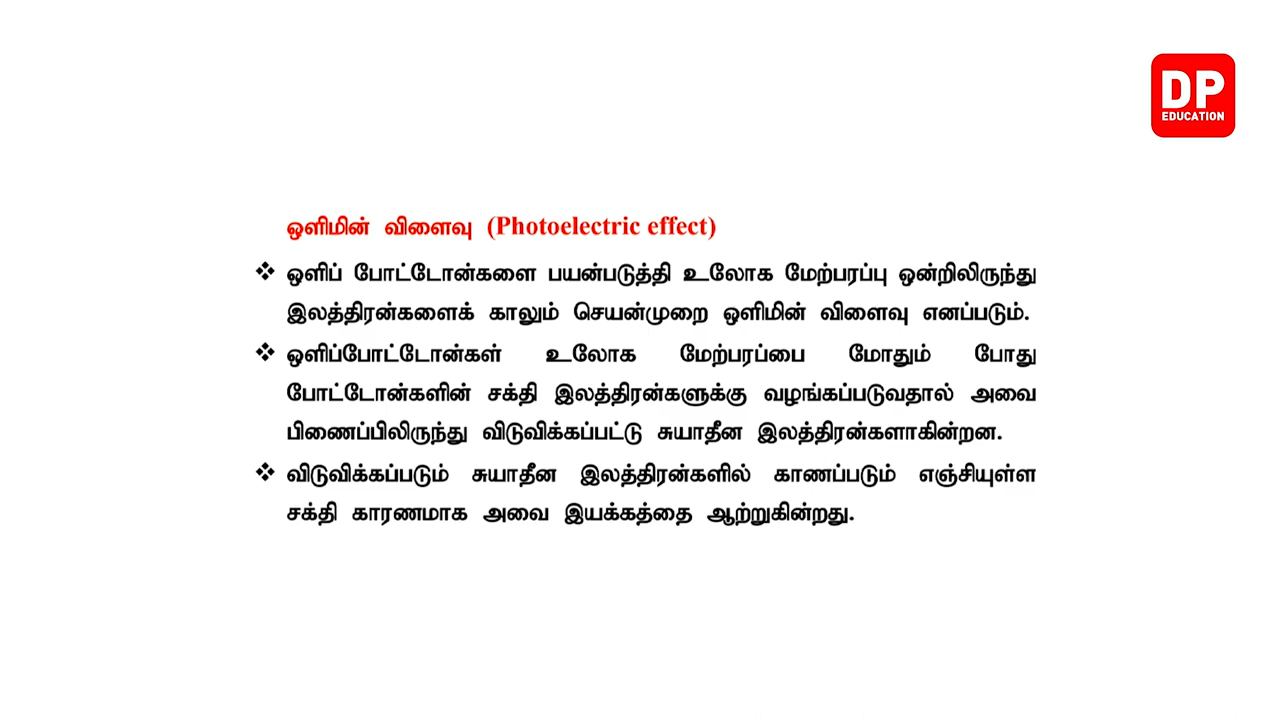 DP
EDUCATION
ஒளிமின் விளைவு (Photoelectric effect)
❖ ஒளிப் போட்டோன்களை பயன்படுத்தி உலோக மேற்பரப்பு ஒன்றிலிருந்து
இலத்திரன்களைக் காலும் செயன்முறை ஒளிமின் விளைவு எனப்படும்.
❖ ஒளிப்போட்டோன்கள் உலோக மேற்பரப்பை மோதும் போது
போட்டோன்களின் சக்தி இலத்திரன்களுக்கு வழங்கப்படுவதால் அவை
பிணைப்பிலிருந்து விடுவிக்கப்பட்டு சுயாதீன இலத்திரன்களாகின்றன.
❖ விடுவிக்கப்படும் சுயாதீன இலத்திரன்களில் காணப்படும் எஞ்சியுள்ள
சக்தி காரணமாக அவை இயக்கத்தை ஆற்றுகின்றது.